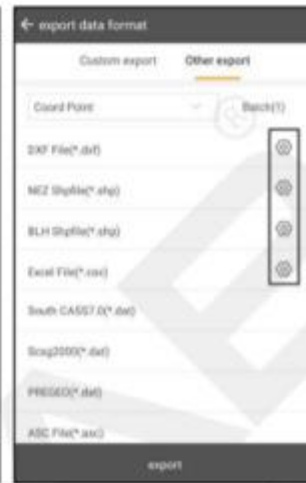 ← export data format
Custom export Other export
Coord Point Batch(1)
DXF File(*.dxf)
NEZ Shpfile(*.shp)
BLH Shpfile(*.shp)
Excel File(*.csv)
South CASS7.0(*.dat)
Scsg2000(*.dat)
PREGEO(*.dat)
ASC File(*.asc)
export